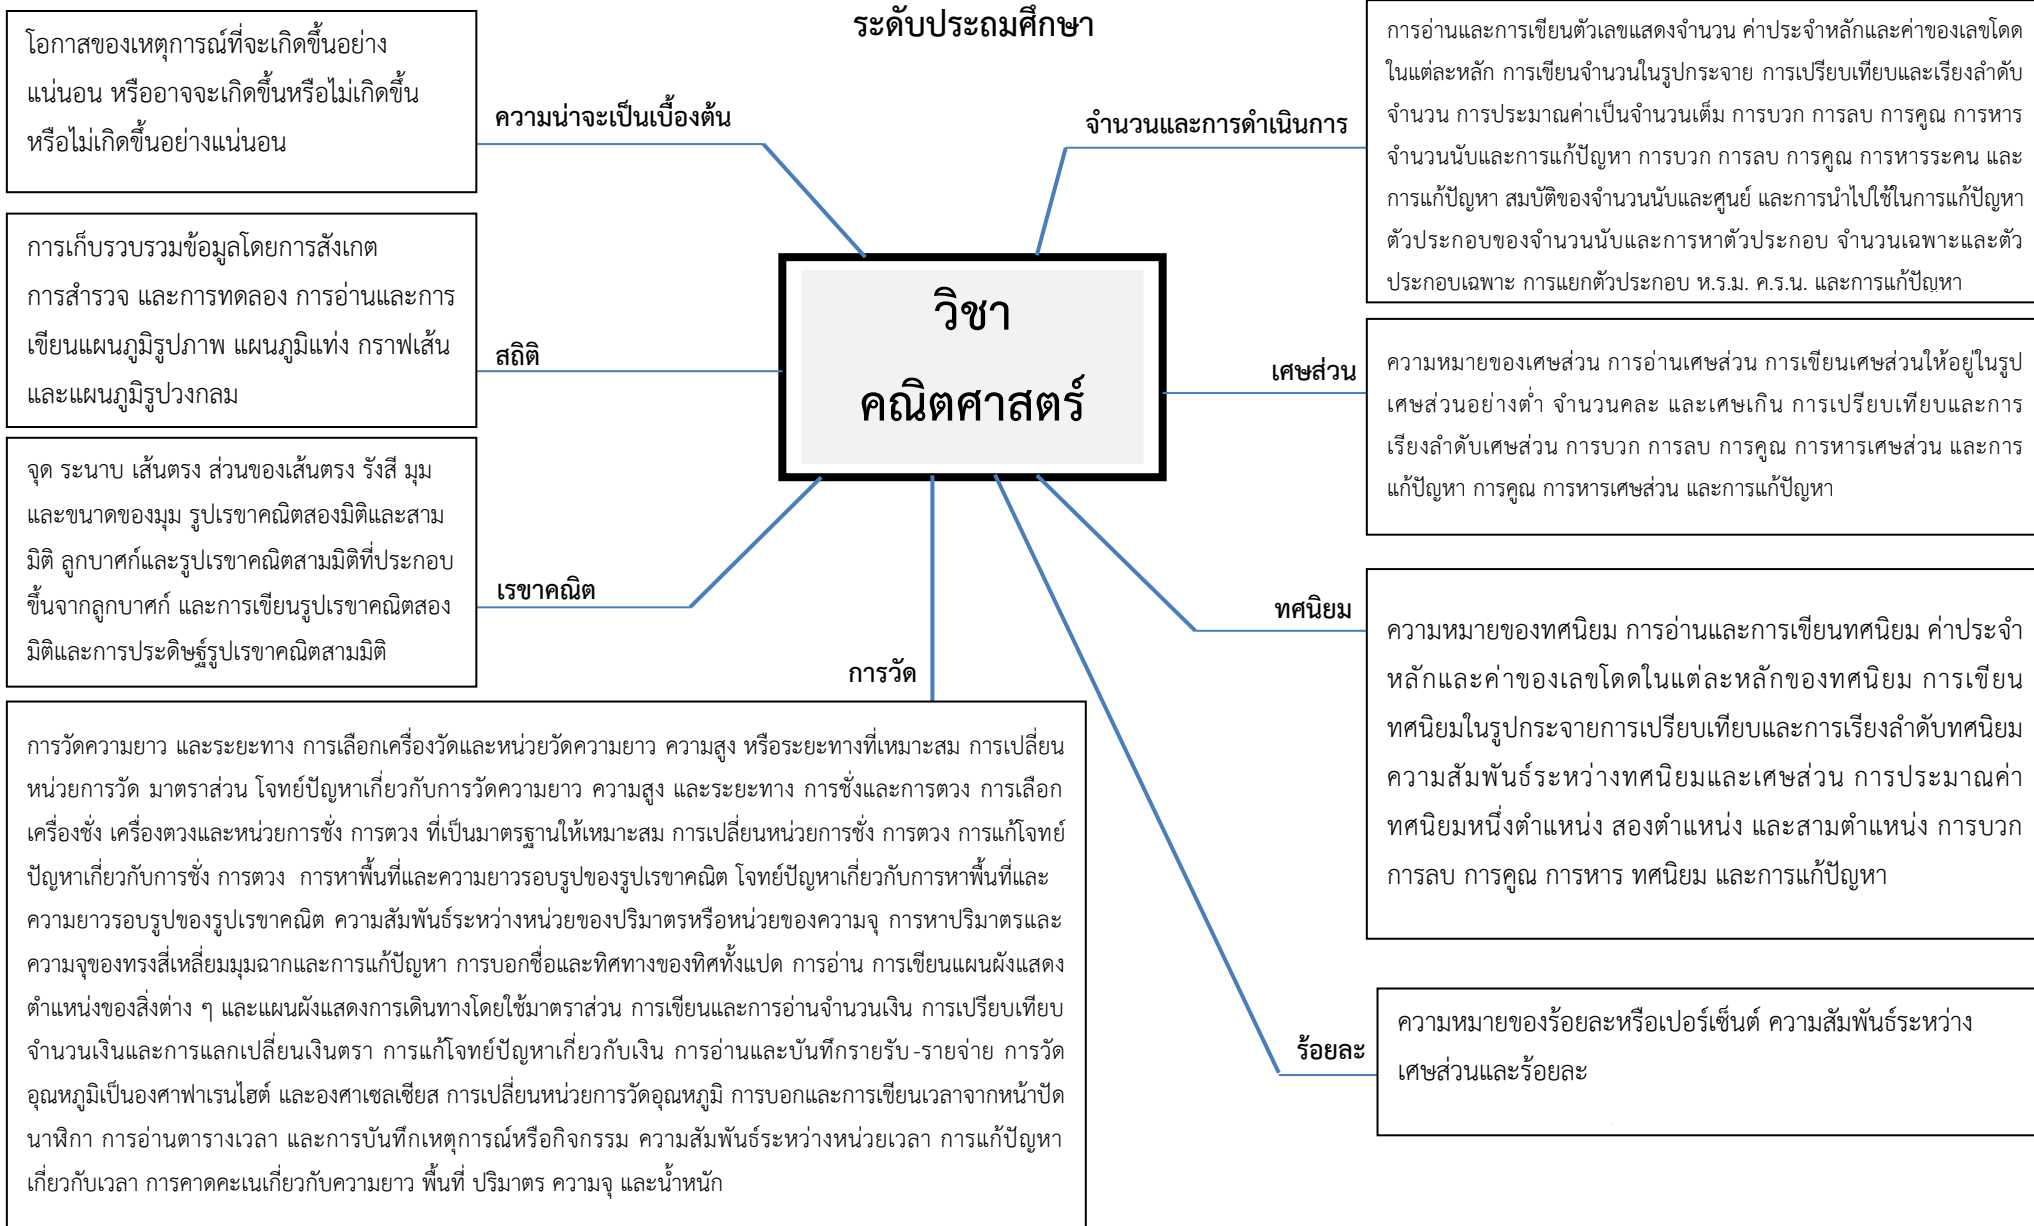 ระดับประถมศึกษา
โอกาสของเหตุการณ์ที่จะเกิดขึ้นอย่าง
แน่นอน หรืออาจจะเกิดขึ้นหรือไม่เกิดขึ้น
หรือไม่เกิดขึ้นอย่างแน่นอน
ความน่าจะเป็นเบื้องต้น
จำนวนและการดำเนินการ
การอ่านและการเขียนตัวเลขแสดงจำนวน ค่าประจำหลักและค่าของเลขโดด
ในแต่ละหลัก การเขียนจำนวนในรูปกระจาย การเปรียบเทียบและเรียงลำดับ
จำนวน การประมาณค่าเป็นจำนวนเต็ม การบวก การลบ การคูณ การหาร
จำนวนนับและการแก้ปัญหา การบวก การลบ การคูณ การหารระคน และ
การแก้ปัญหา สมบัติของจำนวนนับและศูนย์ และการนำไปใช้ในการแก้ปัญหา
ตัวประกอบของจำนวนนับและการหาตัวประกอบ จำนวนเฉพาะและตัว
ประกอบเฉพาะ การแยกตัวประกอบ ห.ร.ม. ค.ร.น. และการแก้ปัญหา
วิชา
คณิตศาสตร์
การเก็บรวบรวมข้อมูลโดยการสังเกต
การสำรวจ และการทดลอง การอ่านและการ
เขียนแผนภูมิรูปภาพ แผนภูมิแท่ง กราฟเส้น
และแผนภูมิรูปวงกลม
สถิติ
เศษส่วน
ความหมายของเศษส่วน การอ่านเศษส่วน การเขียนเศษส่วนให้อยู่ในรูป
เศษส่วนอย่างต่ำ จำนวนคละ และเศษเกิน การเปรียบเทียบและการ
เรียงลำดับเศษส่วน การบวก การลบ การคูณ การหารเศษส่วน และการ
แก้ปัญหา การคูณ การหารเศษส่วน และการแก้ปัญหา
จุด ระนาบ เส้นตรง ส่วนของเส้นตรง รังสี มุม
และขนาดของมุม รูปเรขาคณิตสองมิติและสาม
มิติ ลูกบาศก์และรูปเรขาคณิตสามมิติที่ประกอบ
ขึ้นจากลูกบาศก์ และการเขียนรูปเรขาคณิตสอง
มิติและการประดิษฐ์รูปเรขาคณิตสามมิติ
เรขาคณิต
ทศนิยม
ความหมายของทศนิยม การอ่านและการเขียนทศนิยม ค่าประจำ
หลักและค่าของเลขโดดในแต่ละหลักของทศนิยม การเขียน
ทศนิยมในรูปกระจายการเปรียบเทียบและการเรียงลำดับทศนิยม
ความสัมพันธ์ระหว่างทศนิยมและเศษส่วน การประมาณค่า
ทศนิยมหนึ่งตำแหน่ง สองตำแหน่ง และสามตำแหน่ง การบวก
การลบ การคูณ การหาร ทศนิยม และการแก้ปัญหา
การวัด
การวัดความยาว และระยะทาง การเลือกเครื่องวัดและหน่วยวัดความยาว ความสูง หรือระยะทางที่เหมาะสม การเปลี่ยน
หน่วยการวัด มาตราส่วน โจทย์ปัญหาเกี่ยวกับการวัดความยาว ความสูง และระยะทาง การชั่งและการตวง การเลือก
เครื่องชั่ง เครื่องตวงและหน่วยการชั่ง การตวง ที่เป็นมาตรฐานให้เหมาะสม การเปลี่ยนหน่วยการชั่ง การตวง การแก้โจทย์
ปัญหาเกี่ยวกับการชั่ง การตวง การหาพื้นที่และความยาวรอบรูปของรูปเรขาคณิต โจทย์ปัญหาเกี่ยวกับการหาพื้นที่และ
ความยาวรอบรูปของรูปเรขาคณิต ความสัมพันธ์ระหว่างหน่วยของปริมาตรหรือหน่วยของความจุ การหาปริมาตรและ
ความจุของทรงสี่เหลี่ยมมุมฉากและการแก้ปัญหา การบอกชื่อและทิศทางของทิศทั้งแปด การอ่าน การเขียนแผนผังแสดง
ตำแหน่งของสิ่งต่าง ๆ และแผนผังแสดงการเดินทางโดยใช้มาตราส่วน การเขียนและการอ่านจำนวนเงิน การเปรียบเทียบ
จำนวนเงินและการแลกเปลี่ยนเงินตรา การแก้โจทย์ปัญหาเกี่ยวกับเงิน การอ่านและบันทึกรายรับ-รายจ่าย การวัด
อุณหภูมิเป็นองศาฟาเรนไฮต์ และองศาเซลเซียส การเปลี่ยนหน่วยการวัดอุณหภูมิ การบอกและการเขียนเวลาจากหน้าปัด
นาฬิกา การอ่านตารางเวลา และการบันทึกเหตุการณ์หรือกิจกรรม ความสัมพันธ์ระหว่างหน่วยเวลา การแก้ปัญหา
เกี่ยวกับเวลา การคาดคะเนเกี่ยวกับความยาว พื้นที่ ปริมาตร ความจุ และน้ำหนัก
ร้อยละ
ความหมายของร้อยละหรือเปอร์เซ็นต์ ความสัมพันธ์ระหว่าง
เศษส่วนและร้อยละ